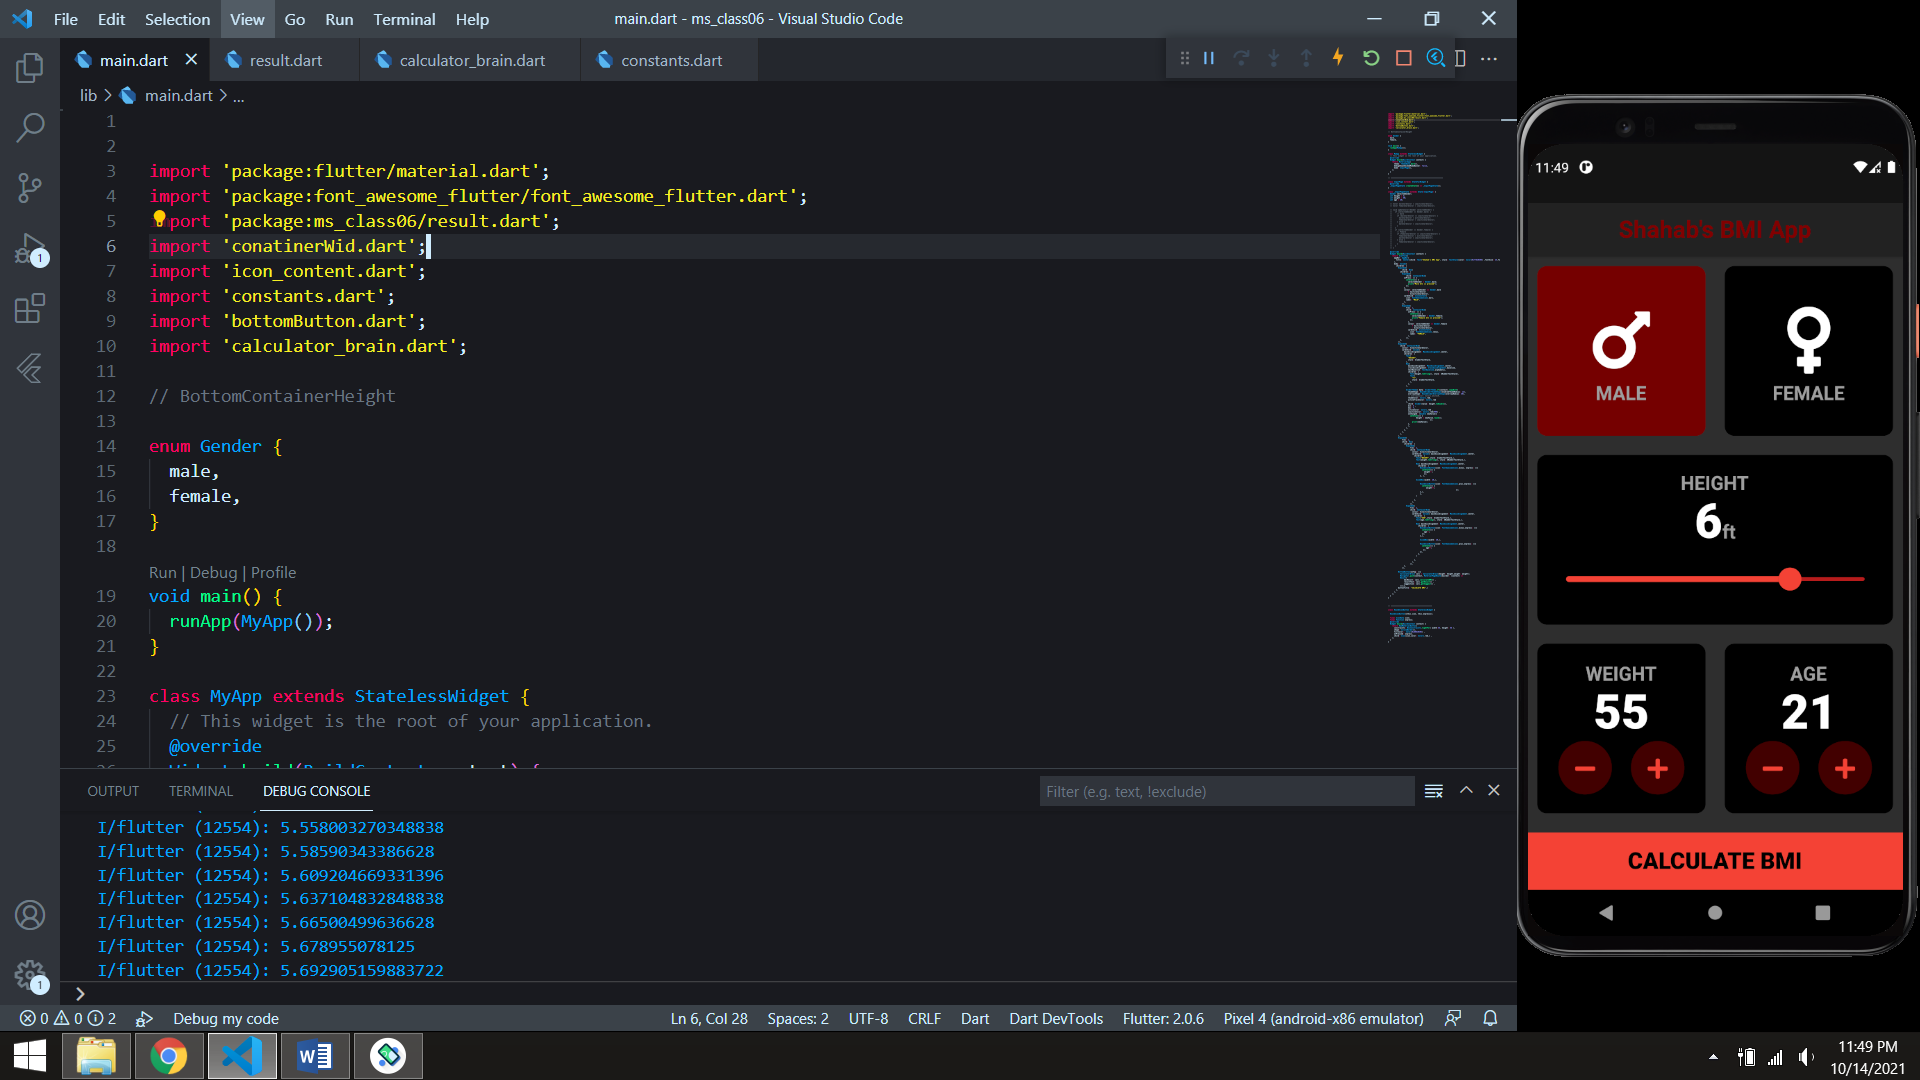 File Edit Selection View Go Run Terminal Help
main.dart - ms_class06 - Visual Studio Code
main.dart
result.dart
calculator_brain.dart
constants.dart
lib > main.dart > ...
1
2
3 import 'package:flutter/material.dart';
4 import 'package:font_awesome_flutter/font_awesome_flutter.dart';
5 port 'package:ms_class06/result.dart';
6 import 'conatinerWid.dart';
7 import 'icon_content.dart';
8 import 'constants.dart';
9 import 'bottomButton.dart';
10 import 'calculator_brain.dart';
11
12 // BottomContainerHeight
13
14 enum Gender {
15 male,
16 female,
17 }
18
Run | Debug | Profile
19 void main() {
20 runApp(MyApp());
21 }
22
23 class MyApp extends StatelessWidget {
24 // This widget is the root of your application.
25 @override
OUTPUT TERMINAL DEBUG CONSOLE
Filter (e.g. text, !exclude)
I/flutter (12554): 5.558003270348838
I/flutter (12554): 5.58590343386628
I/flutter (12554): 5.609204669331396
I/flutter (12554): 5.637104832848838
I/flutter (12554): 5.66500499636628
I/flutter (12554): 5.678955078125
I/flutter (12554): 5.692905159883722
1
1
0 0 2 Debug my code
Ln 6, Col 28 Spaces: 2 UTF-8 CRLF Dart Dart DevTools Flutter: 2.0.6 Pixel 4 (android-x86 emulator)
11:49
Shahab's BMI App
MALE
FEMALE
HEIGHT
6ft
WEIGHT
55
AGE
21
CALCULATE BMI
11:49 PM
10/14/2021